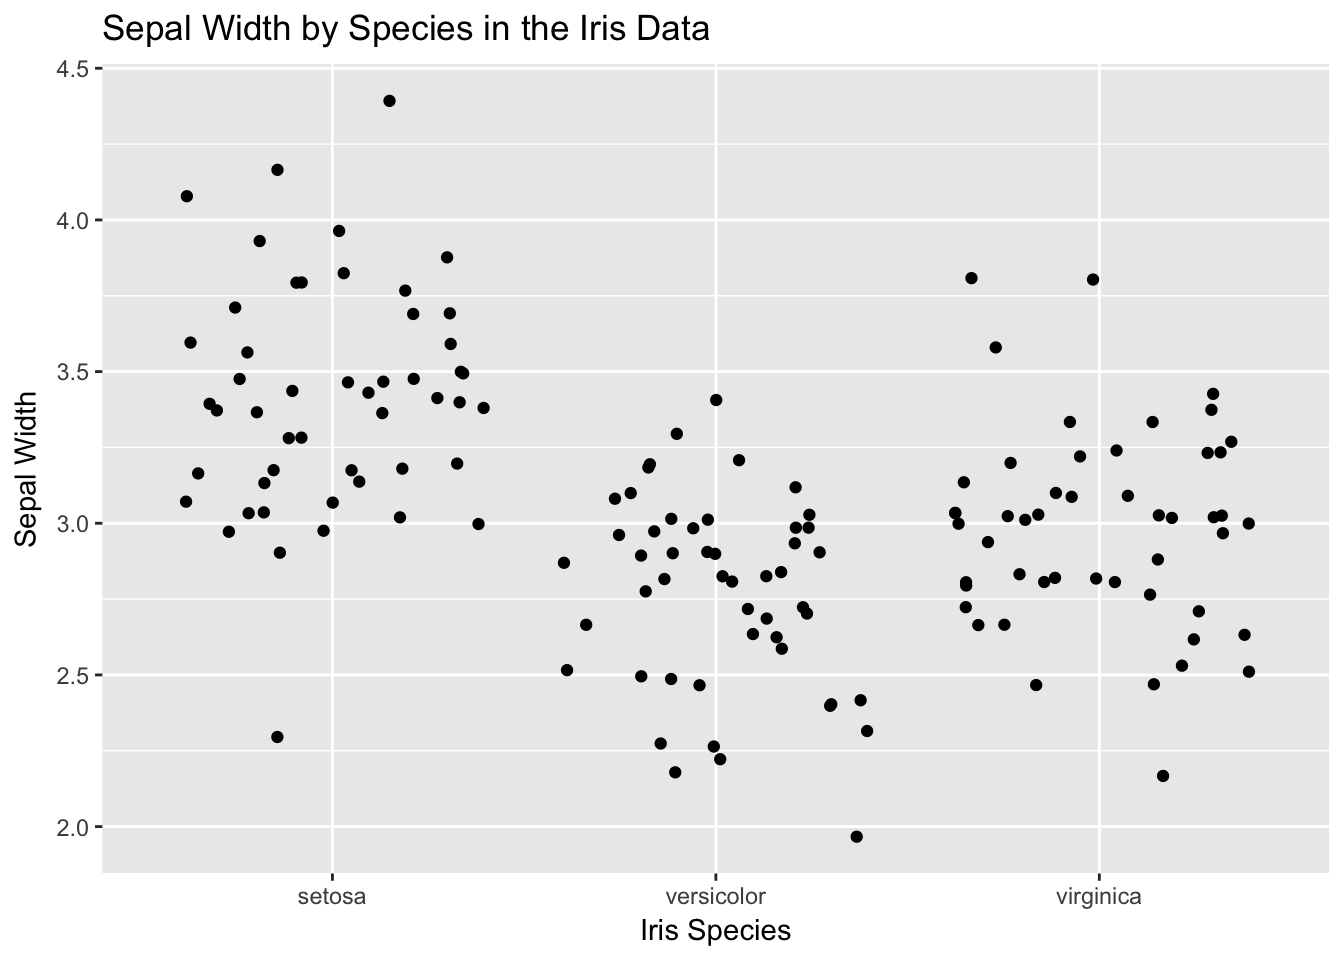 Sepal Width by Species in the Iris Data
4.5
4.0
3.5
3.0
2.5
2.0
Sepal Width
setosa versicolor virginica
Iris Species